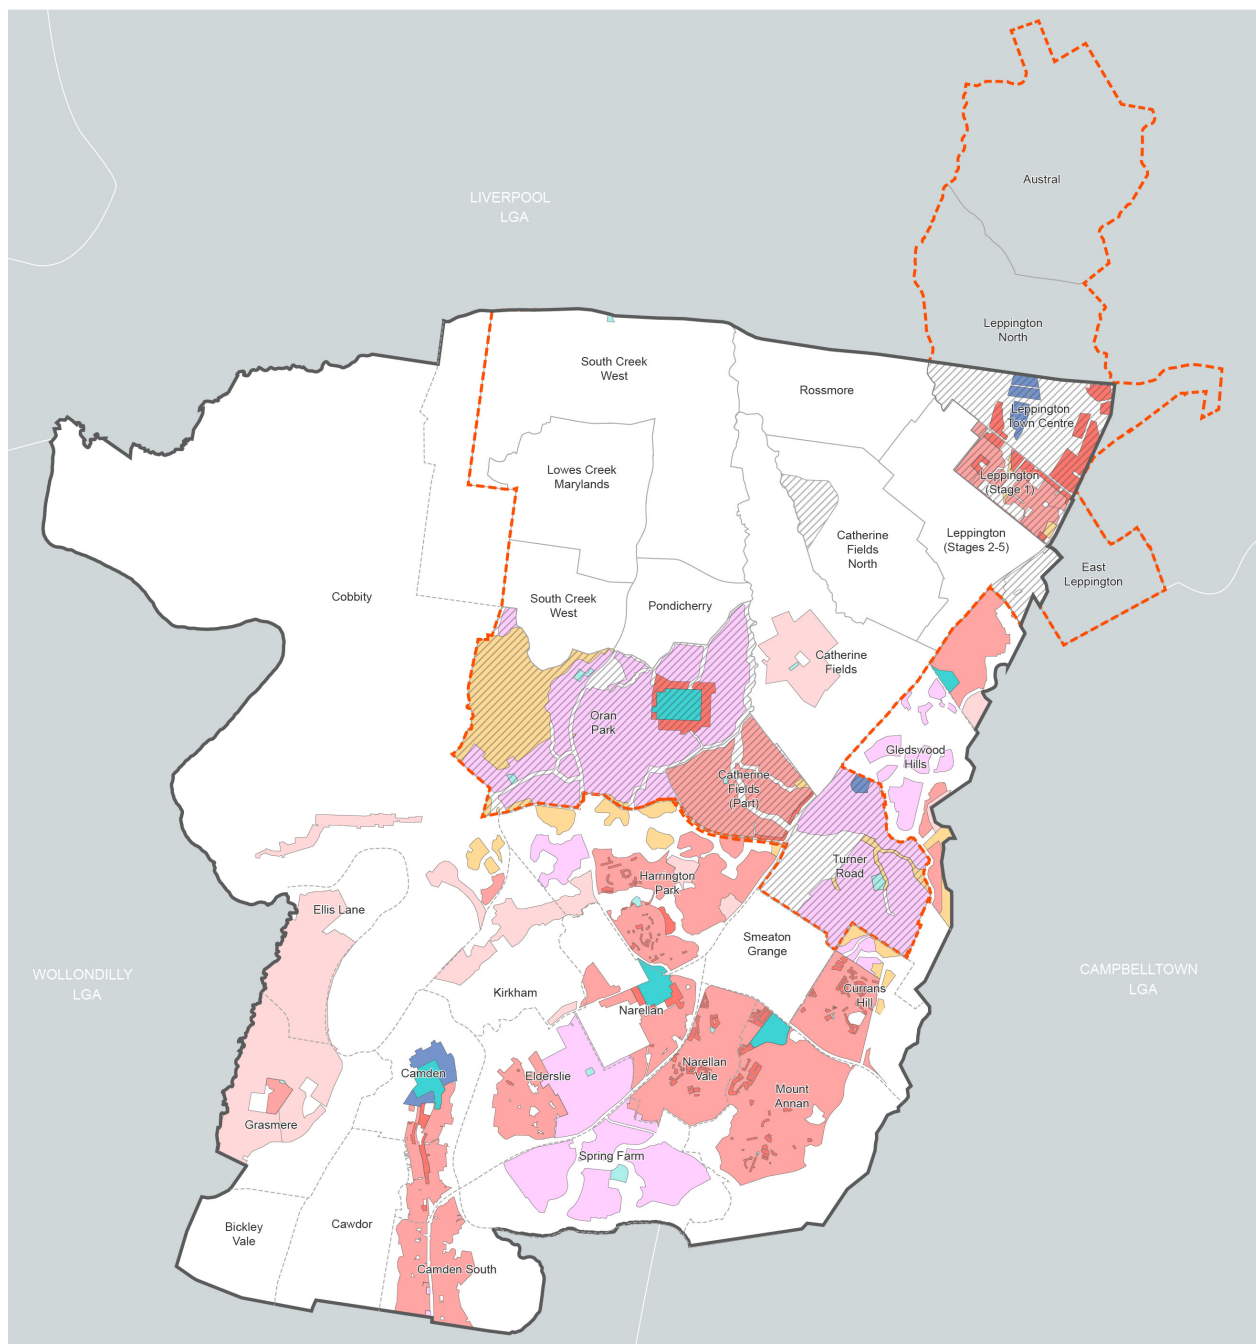 Austral
LIVERPOOL
LGA
Leppington
North
South Creek
West
Rossmore
Leppington
Town Centre
Lowes Creek
Marylands
Leppington
(Stage 1)
Catherine
Fields
North
Leppington
(Stages 2-5)
East
Leppington
Cobbity
South Creek
West
Pondicherry
Catherine
Fields
Oran
Park
Gledswood
Hills
Catherine
Fields
(Part)
Turner
Road
Harrington
Park
Ellis Lane
Smeaton
Grange
WOLLONDILLY
LGA
CAMPBELLTOWN
LGA
Kirkham
Currans
Hill
Narellan
Camden
Elderslie
Narellan
Vale
Mount
Annan
Grasmere
Spring Farm
Bickley
Vale
Cawdor
Camden South